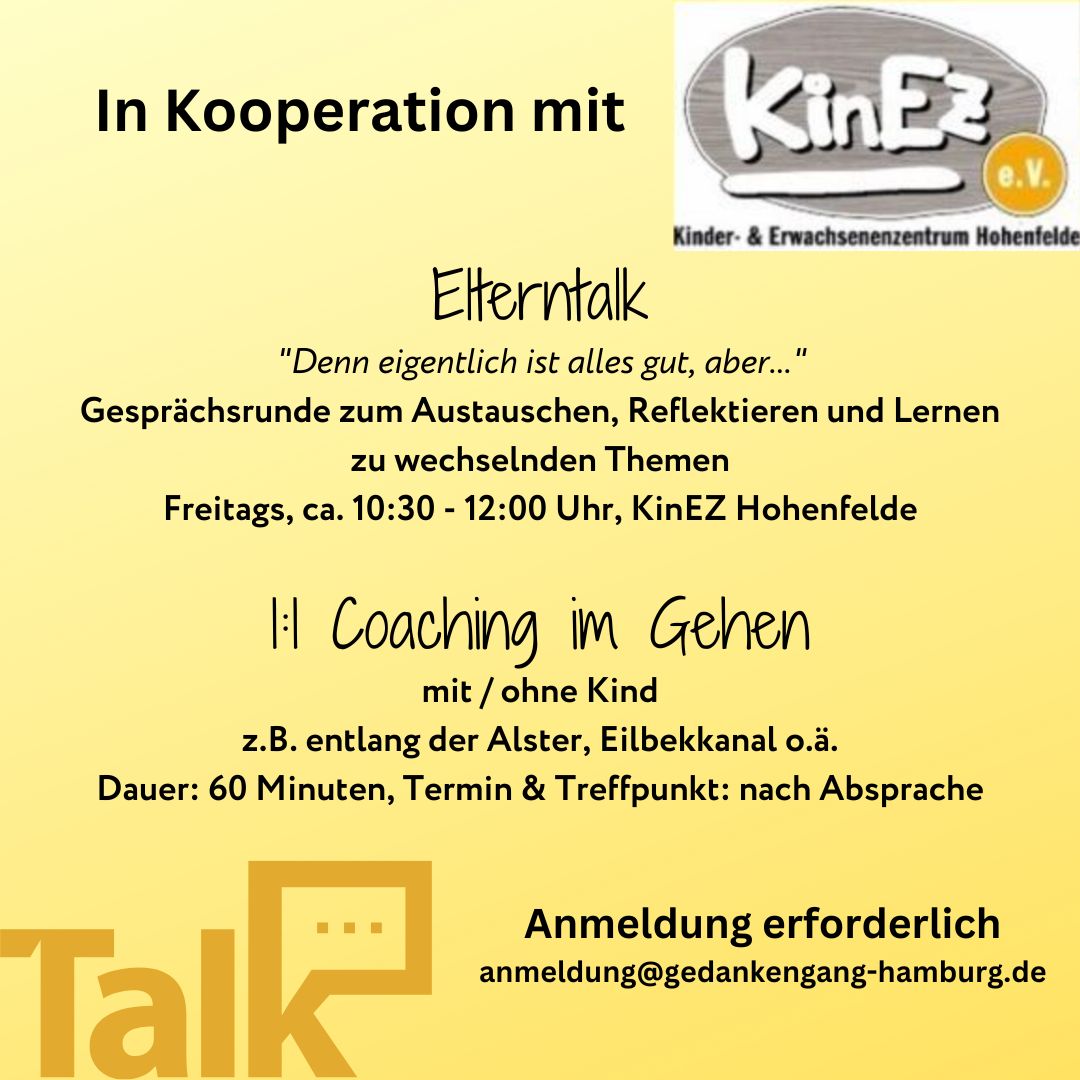 In Kooperation mit
KinEZ
e.V.
Kinder- & Erwachsenenzentrum Hohenfelde
Elterntalk
"Denn eigentlich ist alles gut, aber..."
Gesprächsrunde zum Austauschen, Reflektieren und Lernen
zu wechselnden Themen
Freitags, ca. 10:30 - 12:00 Uhr, KinEZ Hohenfelde
1:1 Coaching im Gehen
mit / ohne Kind
z.B. entlang der Alster, Eilbekkanal o.ä.
Dauer: 60 Minuten, Termin & Treffpunkt: nach Absprache
Talk
Anmeldung erforderlich
anmeldung@gedankengang-hamburg.de